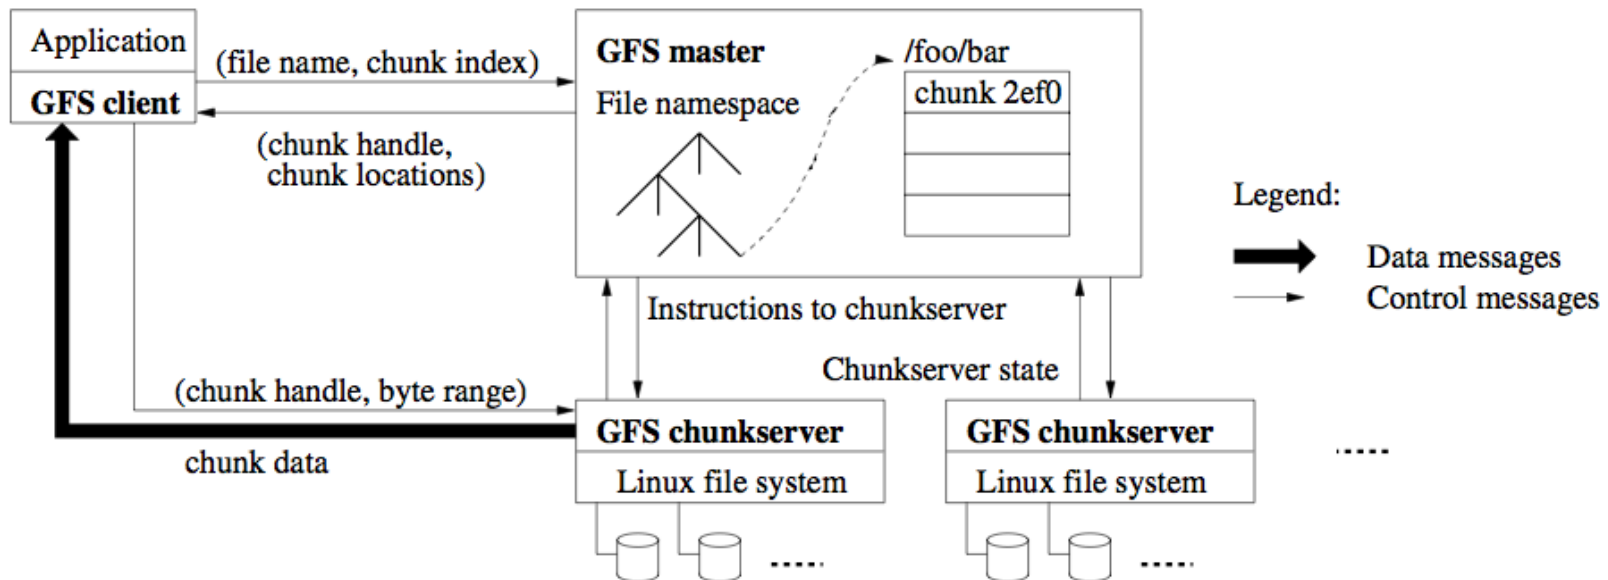 Application
GFS client
(file name, chunk index)
(chunk handle,
chunk locations)
GFS master
File namespace
/foo/bar
chunk 2ef0
Legend:
Data messages
Control messages
Instructions to chunkserver
Chunkserver state
(chunk handle, byte range)
chunk data
GFS chunkserver
Linux file system
GFS chunkserver
Linux file system